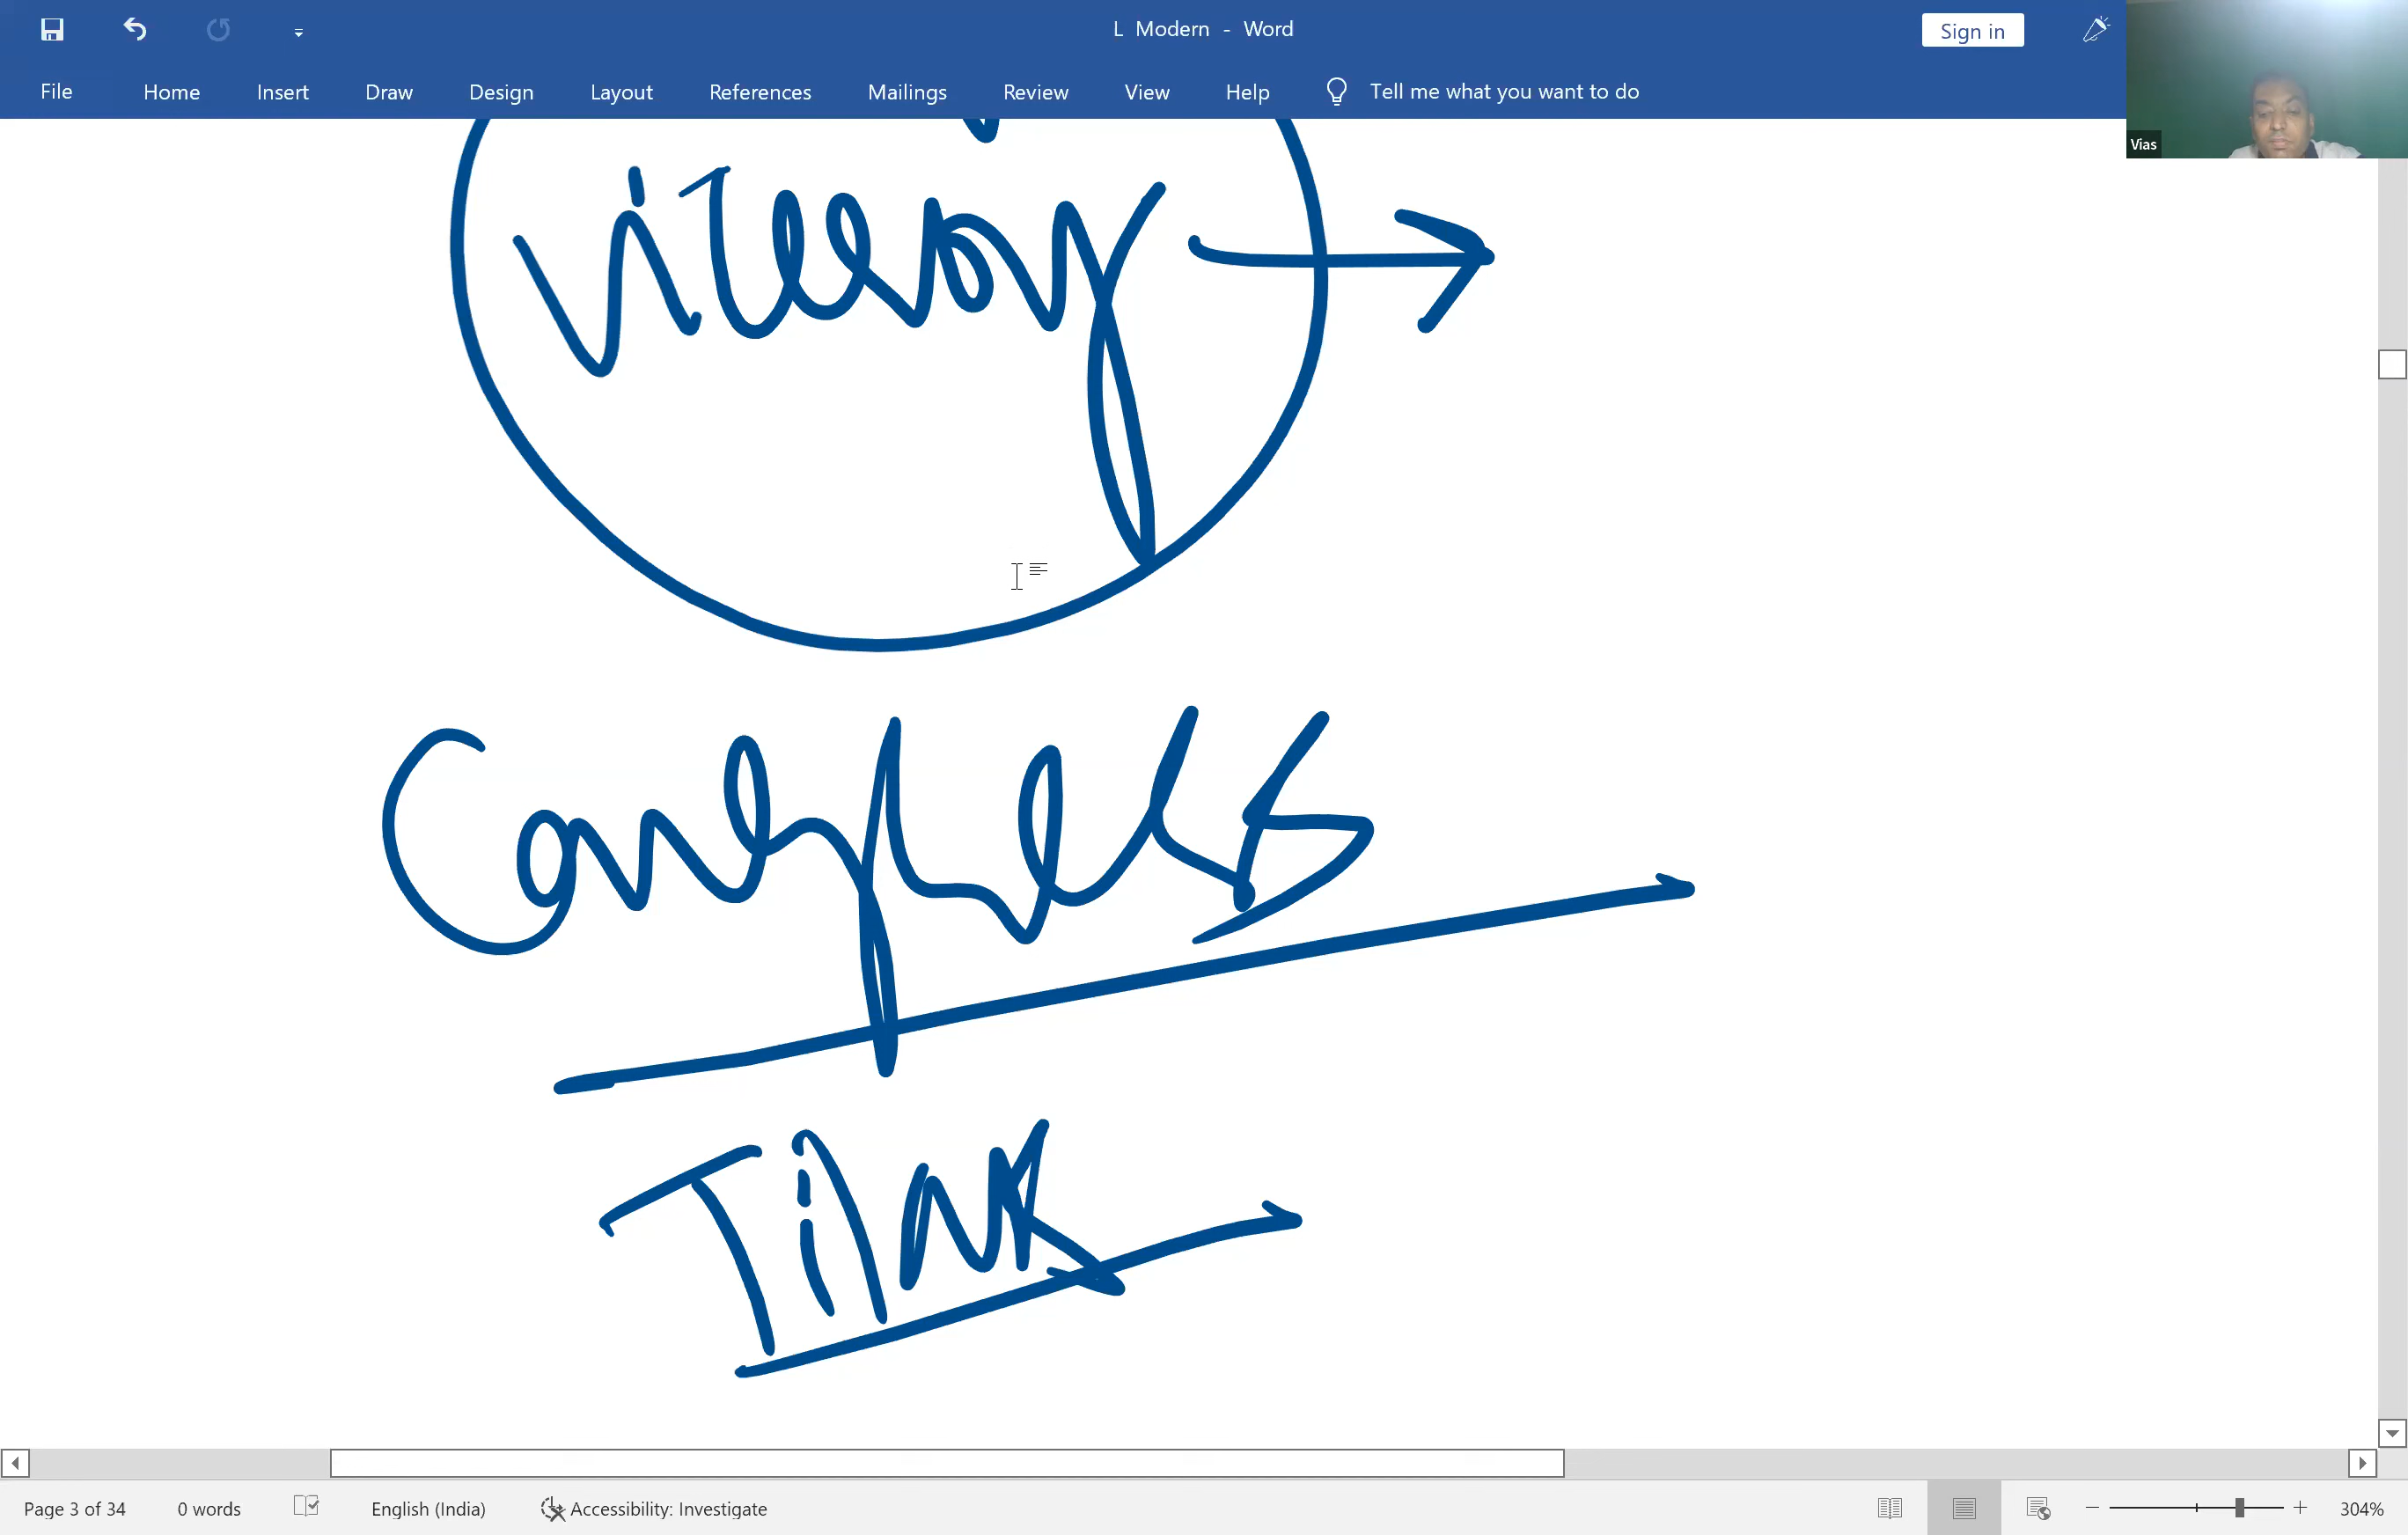 L Modern - Word
Sign in
File Home Insert Draw Design Layout References Mailings Review View Help Tell me what you want to do
Vias
Viceroy
Congress
Tilak
Page 3 of 34 0 words English (India) Accessibility: Investigate 304%